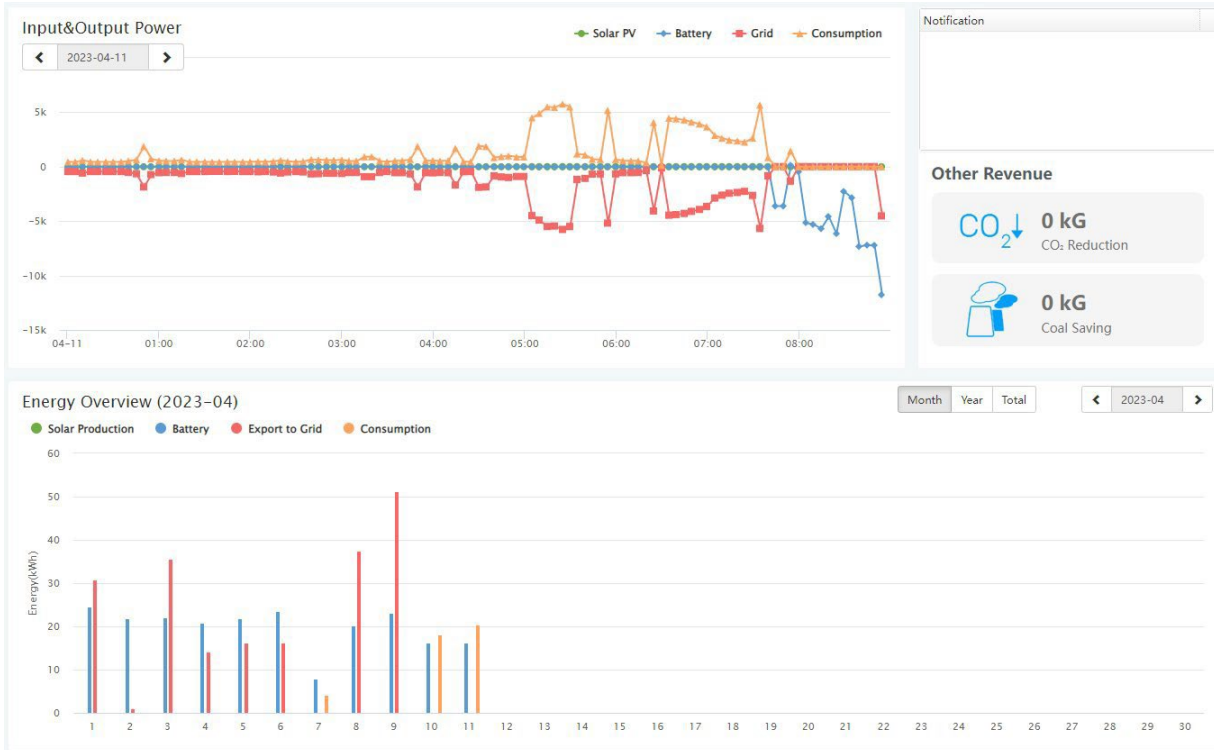 Input&Output Power
2023-04-11
Solar PV Battery Grid Consumption
5k
0
-5k
-10k
-15k
04-11 01:00 02:00 03:00 04:00 05:00 06:00 07:00 08:00
Notification
Other Revenue
CO2 0 kG
CO₂ Reduction
0 kG
Coal Saving
Energy Overview (2023-04)
Month Year Total 2023-04
Solar Production Battery Export to Grid Consumption
Energy(kWh)
60
50
40
30
20
10
0
1 2 3 4 5 6 7 8 9 10 11 12 13 14 15 16 17 18 19 20 21 22 23 24 25 26 27 28 29 30